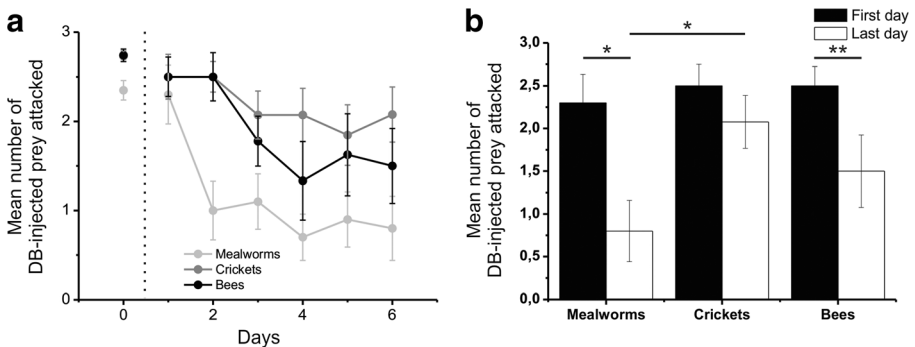 a
Mean number of
DB-injected prey attacked
3
2
1
0
0
2
4
6
Days
Mealworms
Crickets
Bees
b
First day
Last day
Mean number of
DB-injected prey attacked
3,0
2,5
2,0
1,5
1,0
0,5
0,0
*
*
**
Mealworms
Crickets
Bees